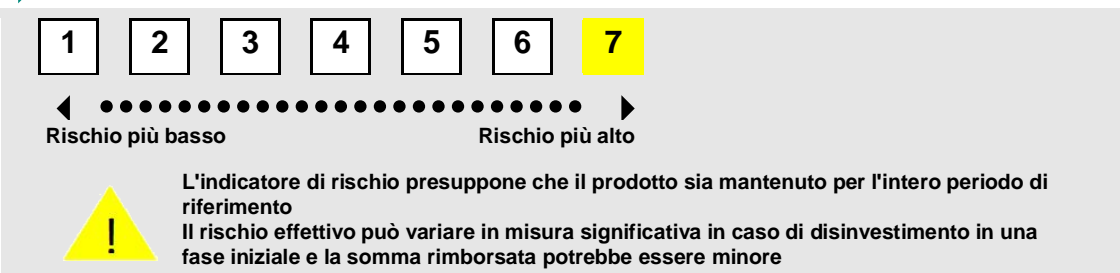 1 2 3 4 5 6 7
Rischio più basso Rischio più alto
L'indicatore di rischio presuppone che il prodotto sia mantenuto per l'intero periodo di
riferimento
Il rischio effettivo può variare in misura significativa in caso di disinvestimento in una
fase iniziale e la somma rimborsata potrebbe essere minore
!